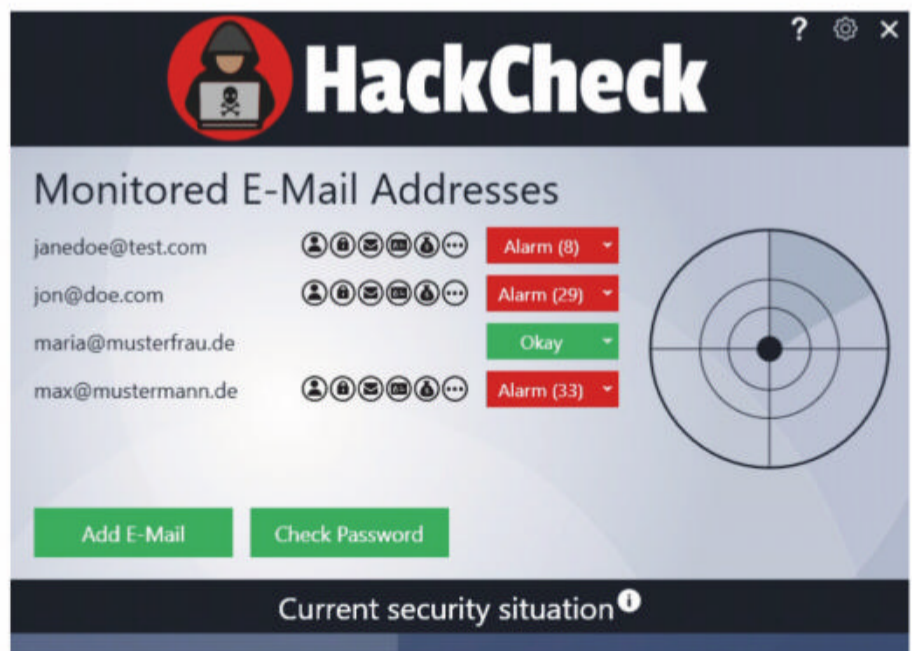 ? ×
HackCheck
Monitored E-Mail Addresses
janedoe@test.com Alarm (8)
jon@doe.com Alarm (29)
maria@musterfrau.de Okay
max@mustermann.de Alarm (33)
Add E-Mail Check Password
Current security situation i